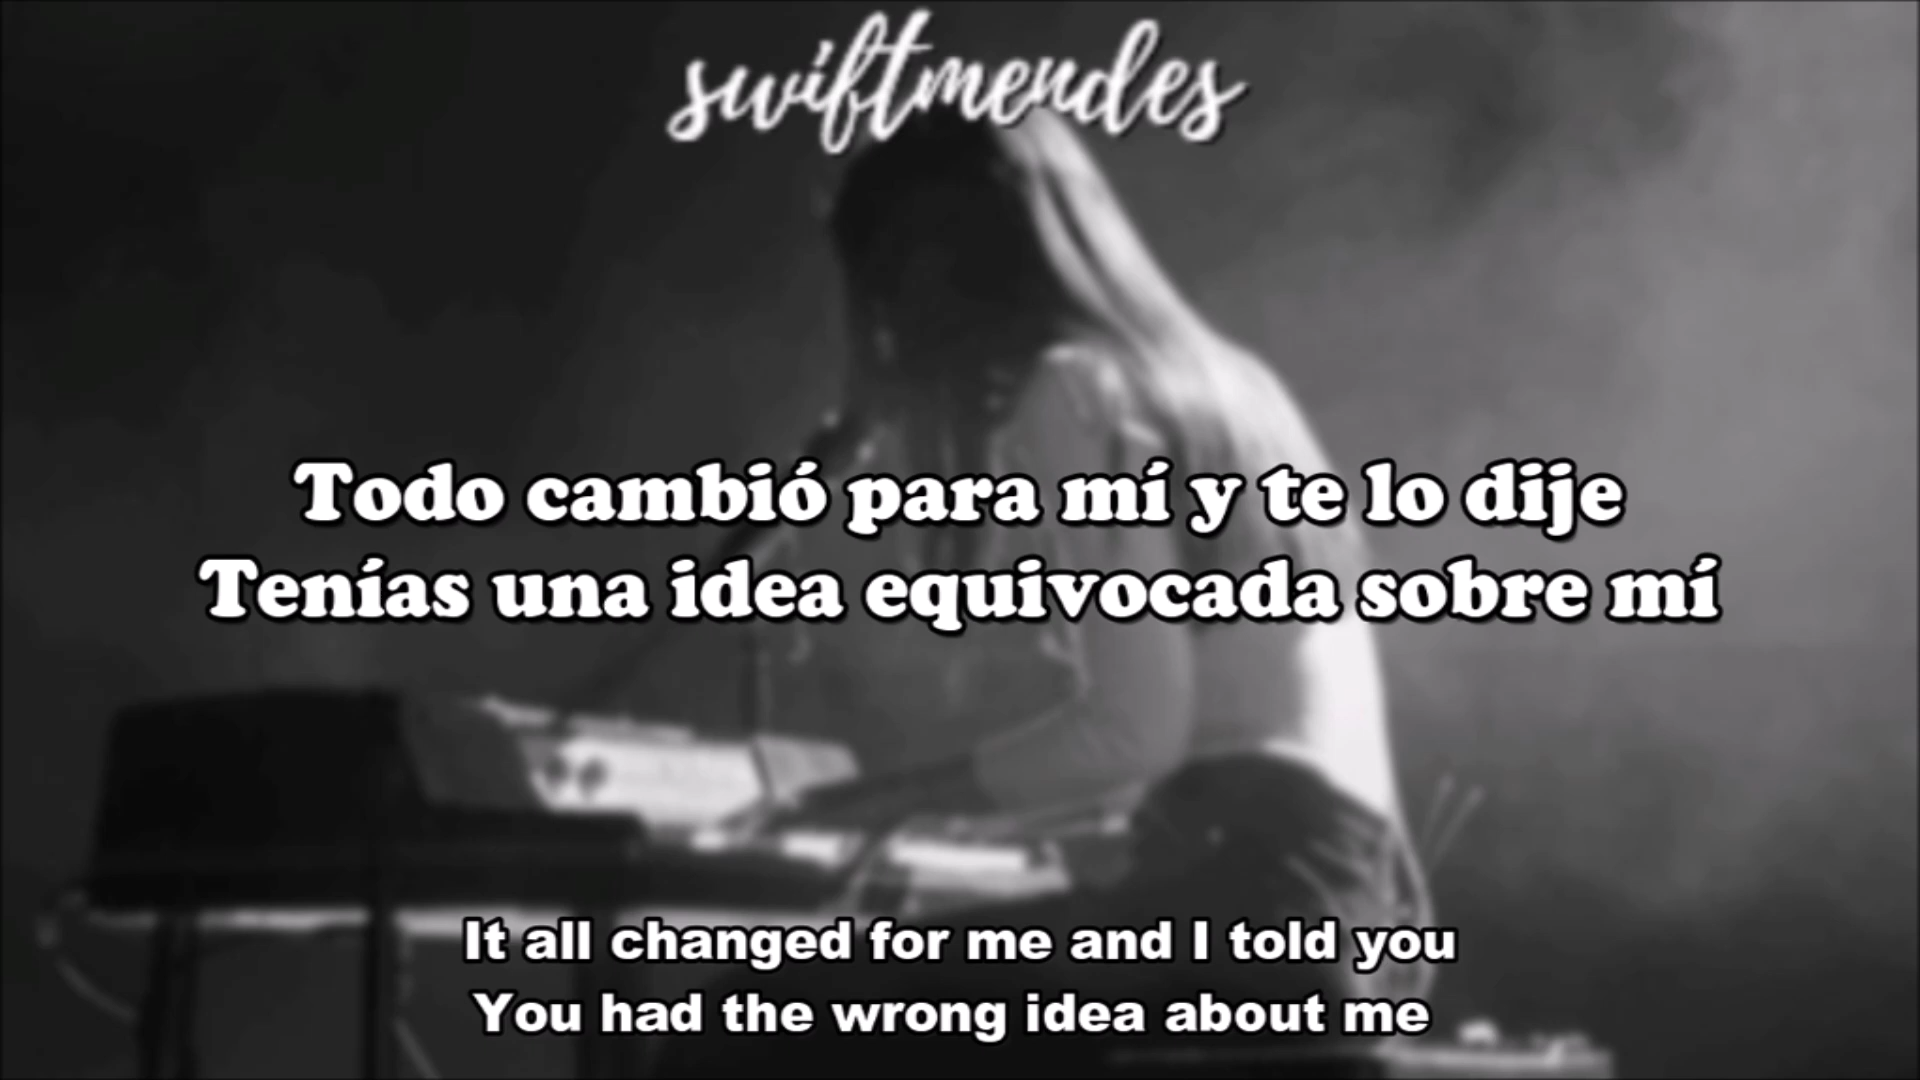 swiftmendes
Todo cambió para mí y te lo dije
Tenías una idea equivocada sobre mí
It all changed for me and I told you
You had the wrong idea about me